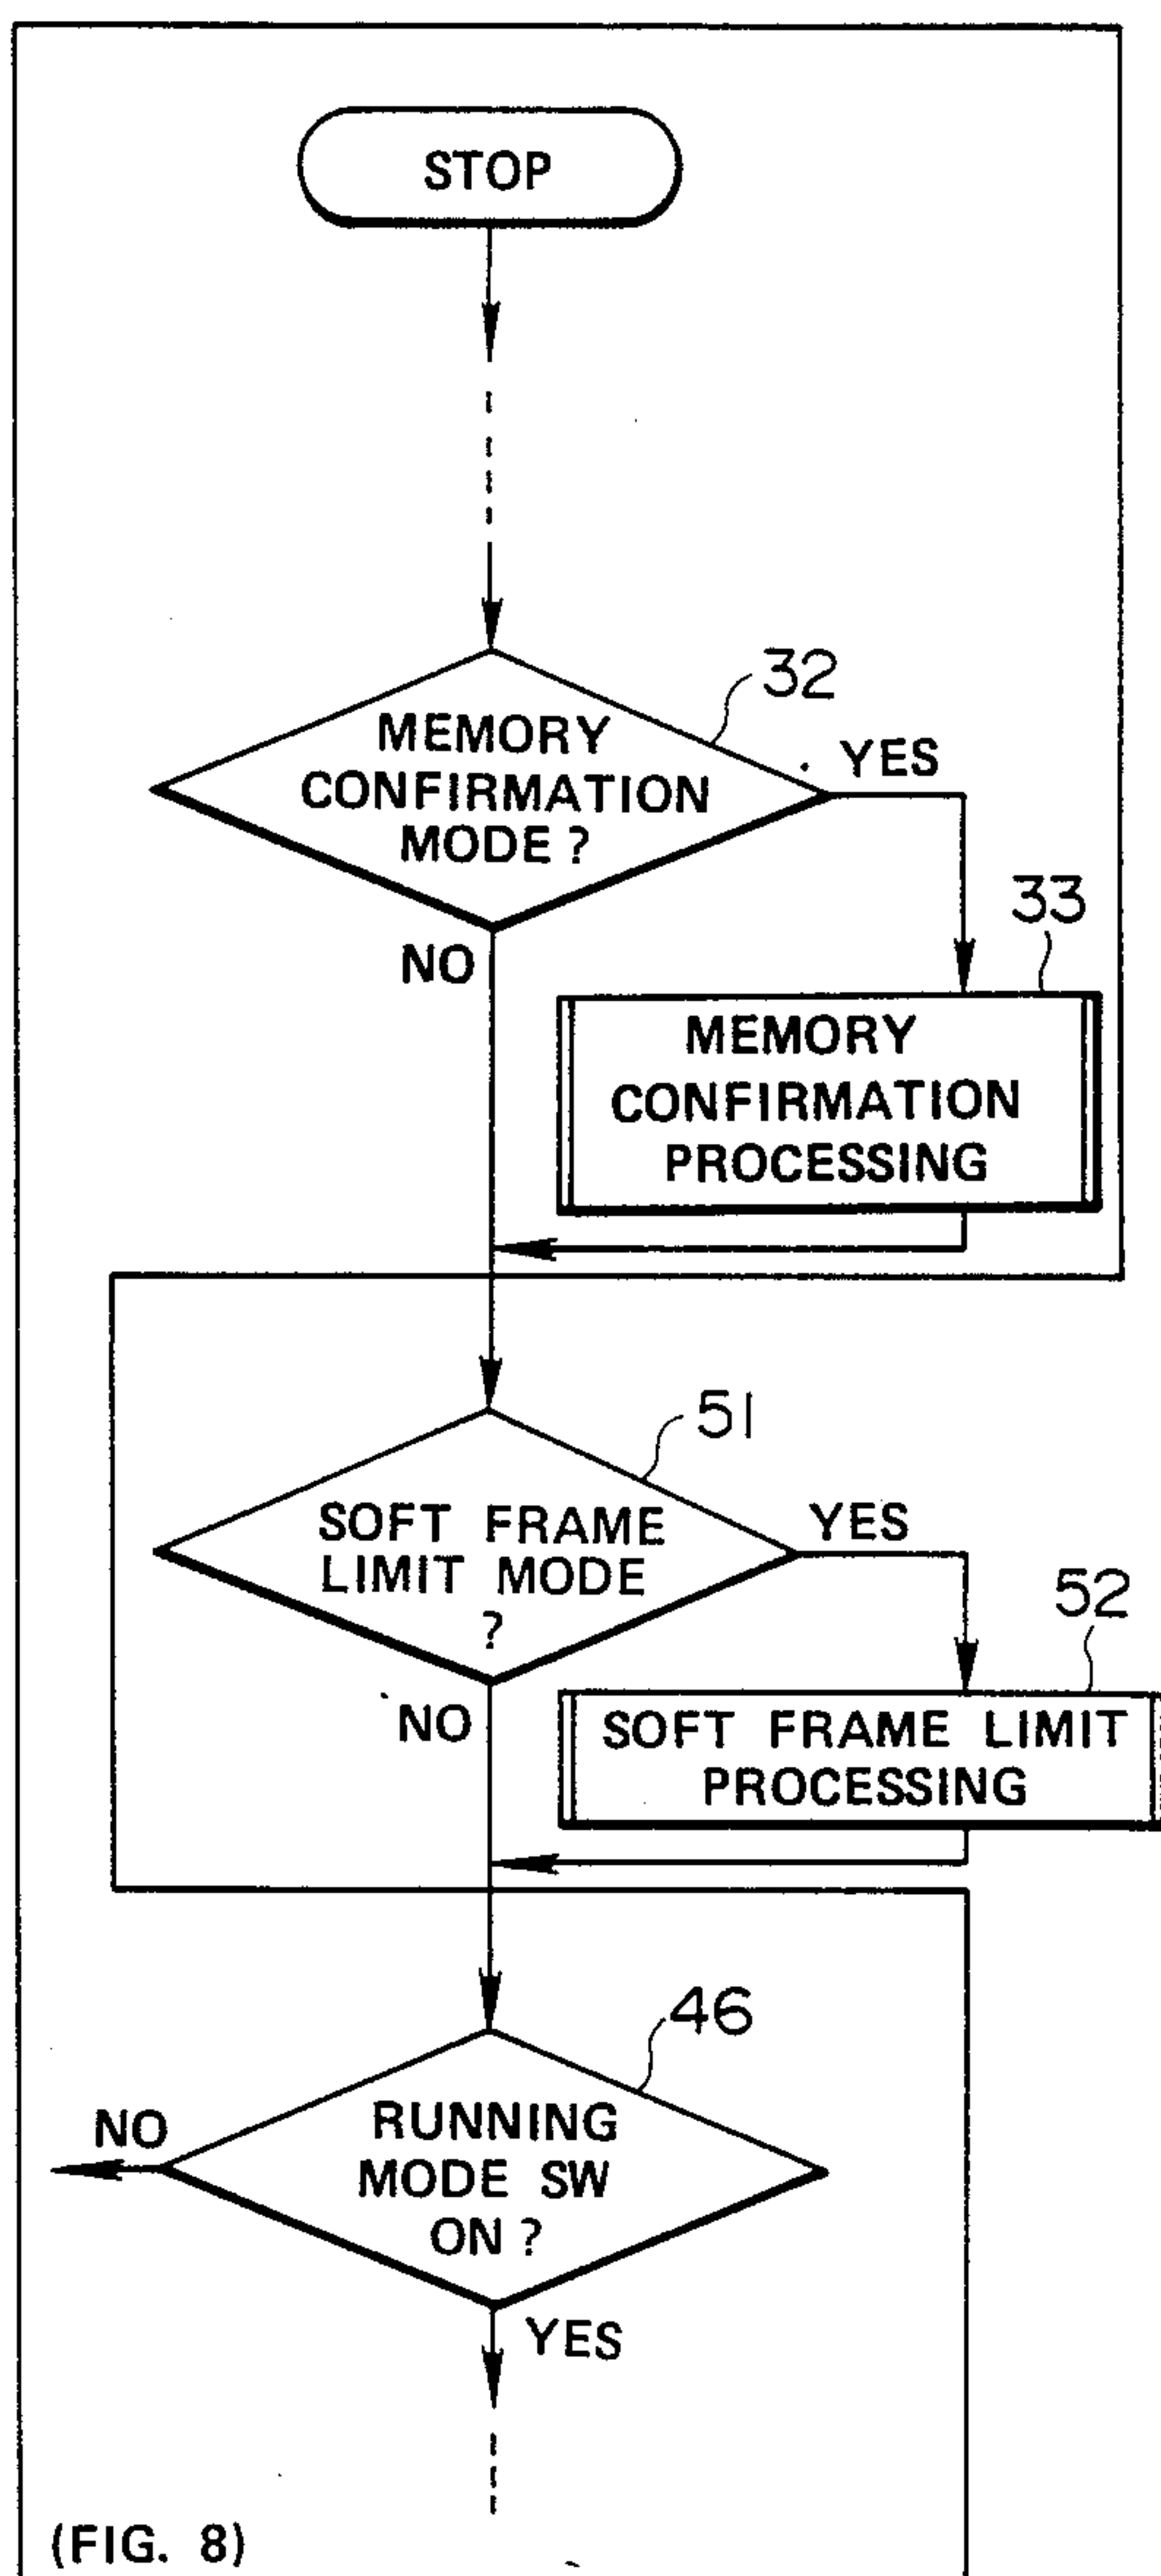 STOP
32
MEMORY
CONFIRMATION
MODE ?
YES
NO
33
MEMORY
CONFIRMATION
PROCESSING
51
SOFT FRAME
LIMIT MODE
?
YES
NO
52
SOFT FRAME LIMIT
PROCESSING
46
RUNNING
MODE SW
ON ?
NO
YES
(FIG. 8)